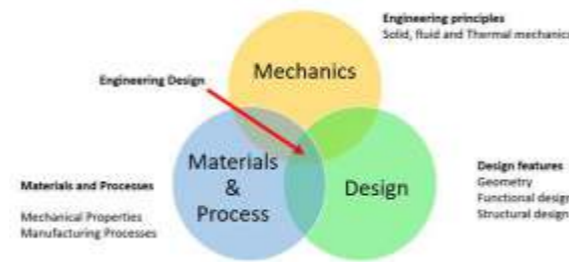 Engineering principles
Solid, fluid and Thermal mechanics
Mechanics
Engineering Design
Materials
&
Process
Design
Materials and Processes
Mechanical Properties
Manufacturing Processes
Design features
Geometry
Functional design
Structural design